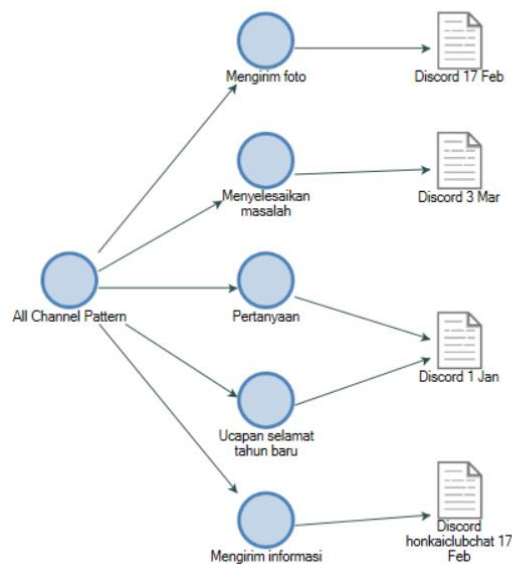 Mengirim foto
Discord 17 Feb
Menyelesaikan
masalah
Discord 3 Mar
All Channel Pattern
Pertanyaan
Discord 1 Jan
Ucapan selamat
tahun baru
Mengirim informasi
Discord
honkaiclubchat 17
Feb